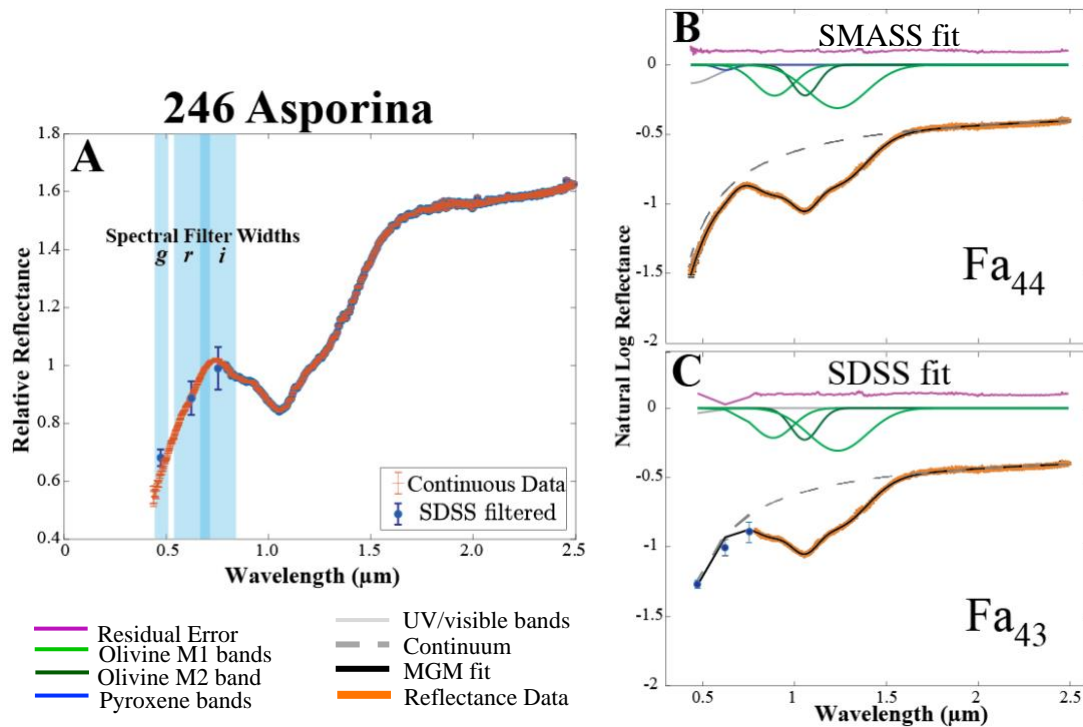 246 Asporina
A
1.8
1.6
1.4
1.2
1
0.8
0.6
0.4
Relative Reflectance
Spectral Filter Widths
g r i
Continuous Data
SDSS filtered
0 0.5 1.0 1.5 2.0 2.5
Wavelength (µm)
B
SMASS fit
0
-0.5
-1
-1.5
-2
Fa44
Natural Log Reflectance
C
SDSS fit
0
-0.5
-1
-1.5
-2
Fa43
0.5 1 1.5 2 2.5
Wavelength (µm)
Residual Error
Olivine M1 bands
Olivine M2 band
Pyroxene bands
UV/visible bands
Continuum
MGM fit
Reflectance Data